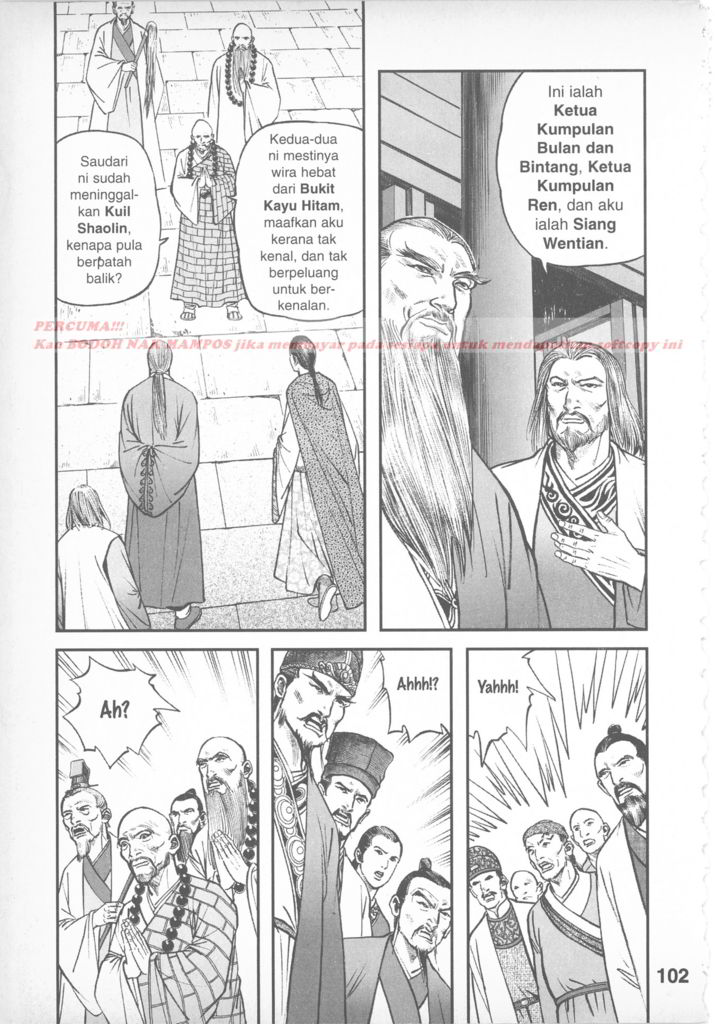 Saudari
ni sudah
meninggal-
kan Kuil
Shaolin,
kenapa pula
berpatah
balik?
Kedua-dua
ni mestinya
wira hebat
dari Bukit
Kayu Hitam,
maafkan aku
kerana tak
kenal, dan tak
berpeluang
untuk ber-
kenalan.
Ini ialah
Ketua
Kumpulan
Bulan dan
Bintang, Ketua
Kumpulan
Ren, dan aku
ialah Siang
Wentian.
PERCUMA!!!
Kao BODOH NAK MAMPOS jika membayar pada sesiapa untuk mendapatkan softcopy ini
Ah?
Ahhh!?
Yahhh!
102